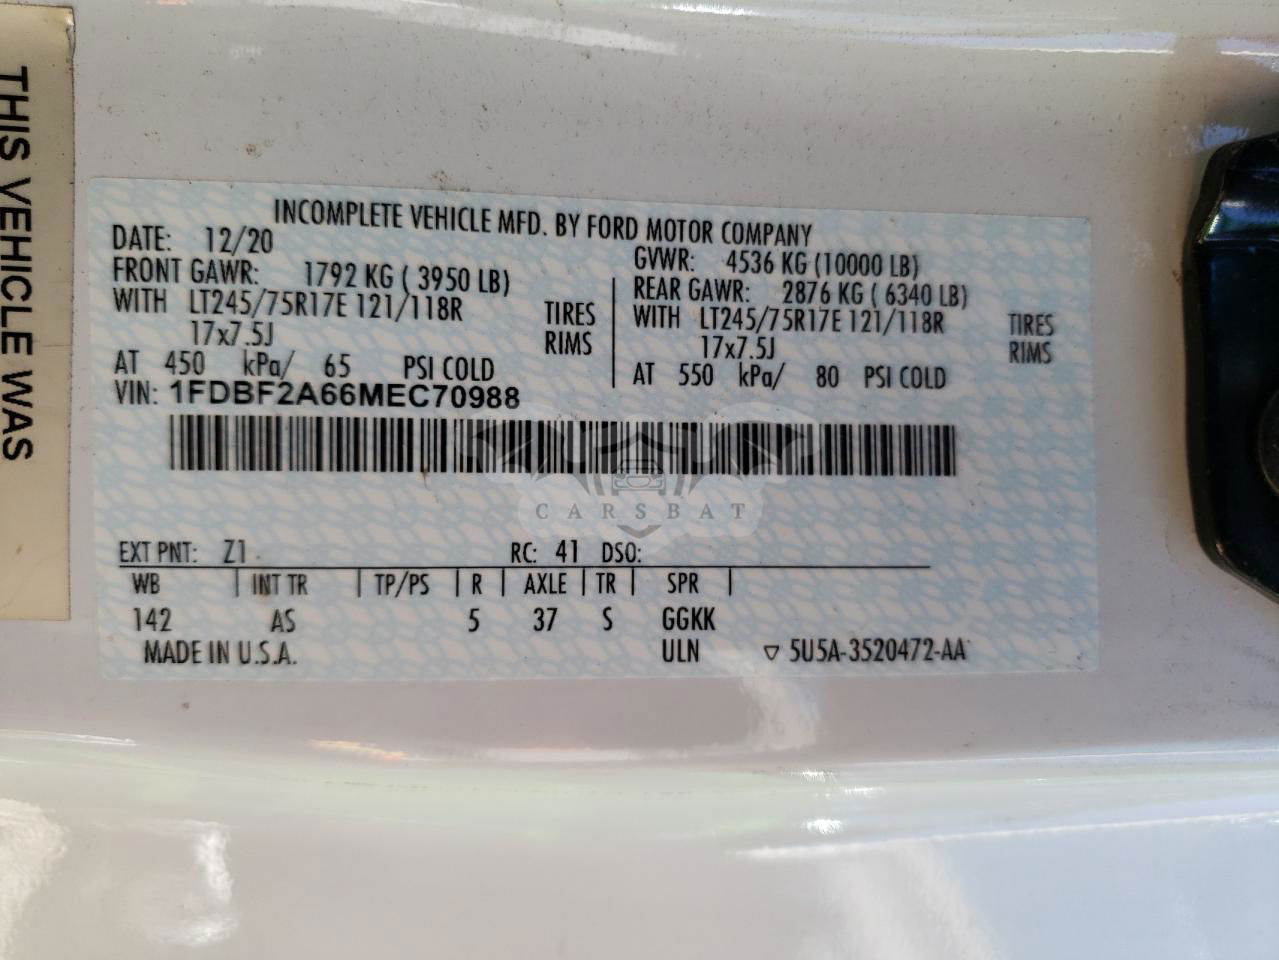 THIS VEHICLE WAS
INCOMPLETE VEHICLE MFD. BY FORD MOTOR COMPANY
DATE: 12/20
FRONT GAWR: 1792 KG ( 3950 LB)
WITH LT245/75R17E 121/118R TIRES
17x7.5J RIMS
AT 450 kPa/ 65 PSI COLD
GVWR: 4536 KG (10000 LB)
REAR GAWR: 2876 KG ( 6340 LB)
WITH LT245/75R17E 121/118R TIRES
17x7.5J RIMS
AT 550 kPa/ 80 PSI COLD
VIN: 1FDBF2A66MEC70988
CARSBAT
EXT PNT: Z1 RC: 41 DSO:
WB | INT TR | TP/PS | R | AXLE | TR | SPR |
142 AS 5 37 S GGKK
MADE IN U.S.A. ULN ▽ 5U5A-3520472-AA